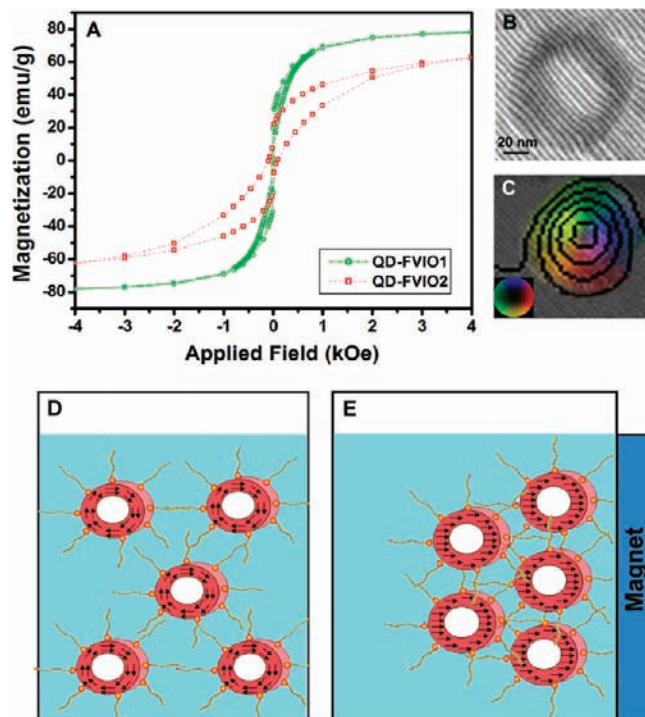 A
Magnetization (emu/g)
80
60
40
20
0
-20
-40
-60
-80
-4 -3 -2 -1 0 1 2 3 4
Applied Field (kOe)
QD-FVIO1
QD-FVIO2
B
20 nm
C
D
E
Magnet